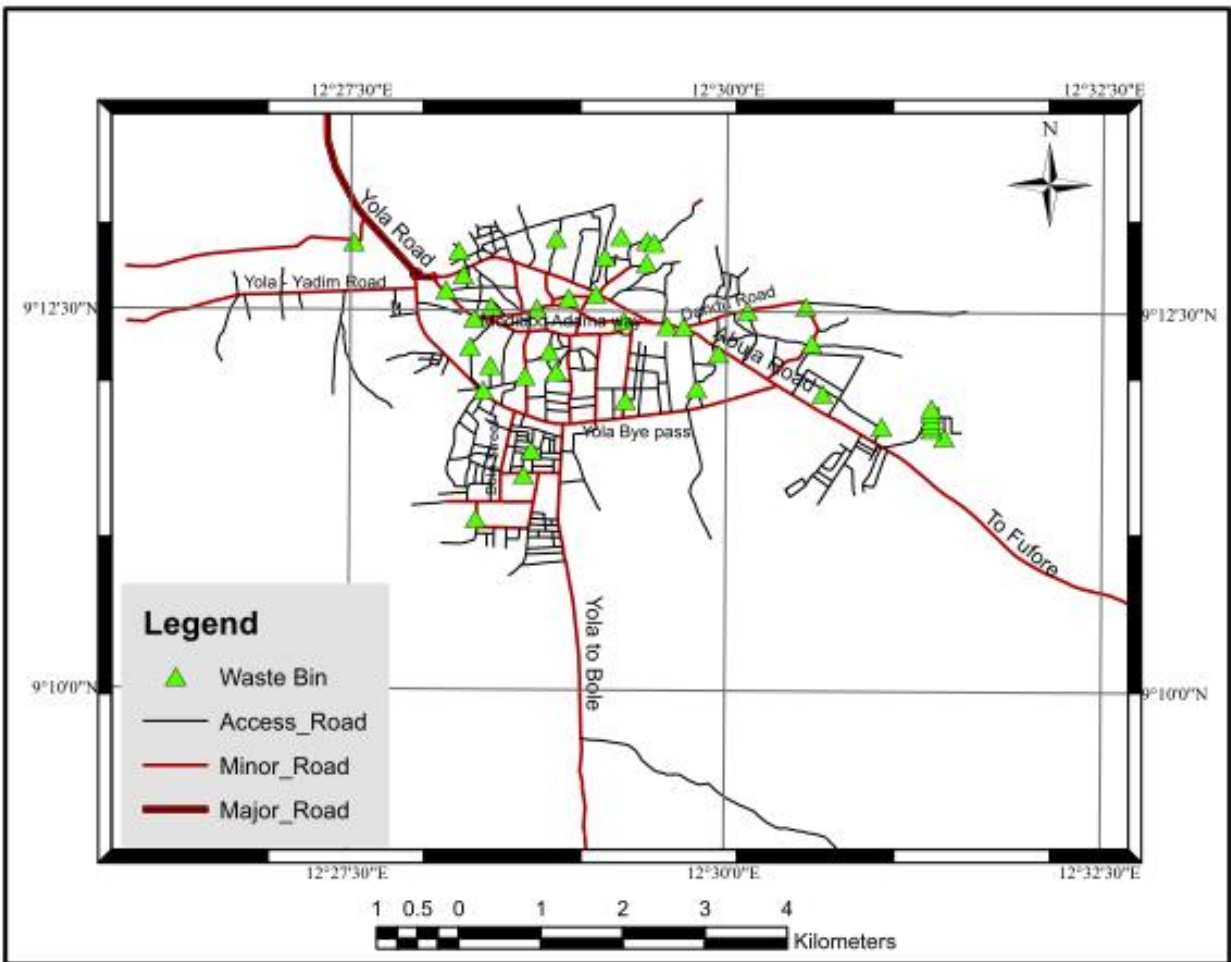 12°27'30"E 12°30'0"E 12°32'30"E
N
Yola Road
Yola - Yadim Road
9°12'30"N
9°12'30"N
Dandu Road
Adama way
Abula Road
Yola Bye pass
Street
To Fufore
Yola to Bole
Legend
Waste Bin
Access_Road
Minor_Road
Major_Road
9°10'0"N
9°10'0"N
12°27'30"E 12°30'0"E 12°32'30"E
1 0.5 0 1 2 3 4
Kilometers